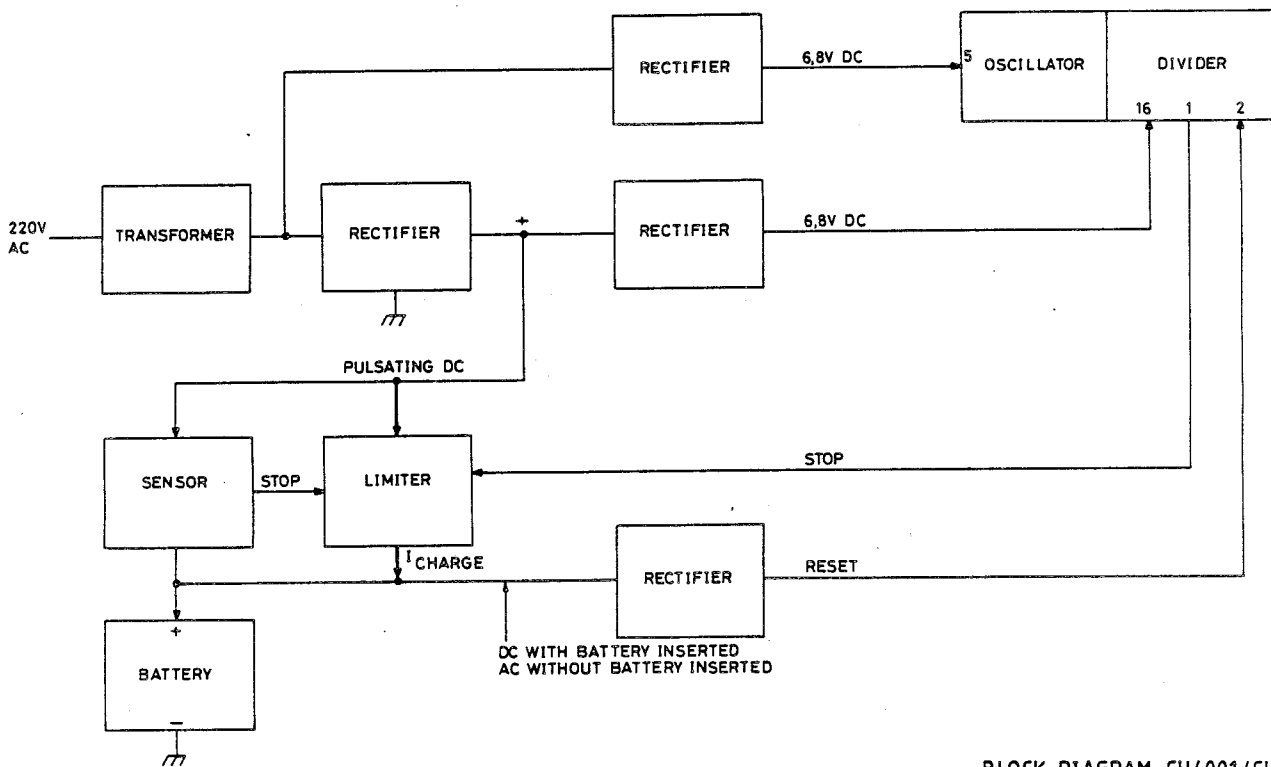 RECTIFIER
6,8V DC
5
OSCILLATOR
DIVIDER
16
1
2
220V
AC
TRANSFORMER
RECTIFIER
+
RECTIFIER
6,8V DC
PULSATING DC
SENSOR
STOP
LIMITER
STOP
I CHARGE
RECTIFIER
RESET
DC WITH BATTERY INSERTED
AC WITHOUT BATTERY INSERTED
+
BATTERY
−
BLOCK DIAGRAM